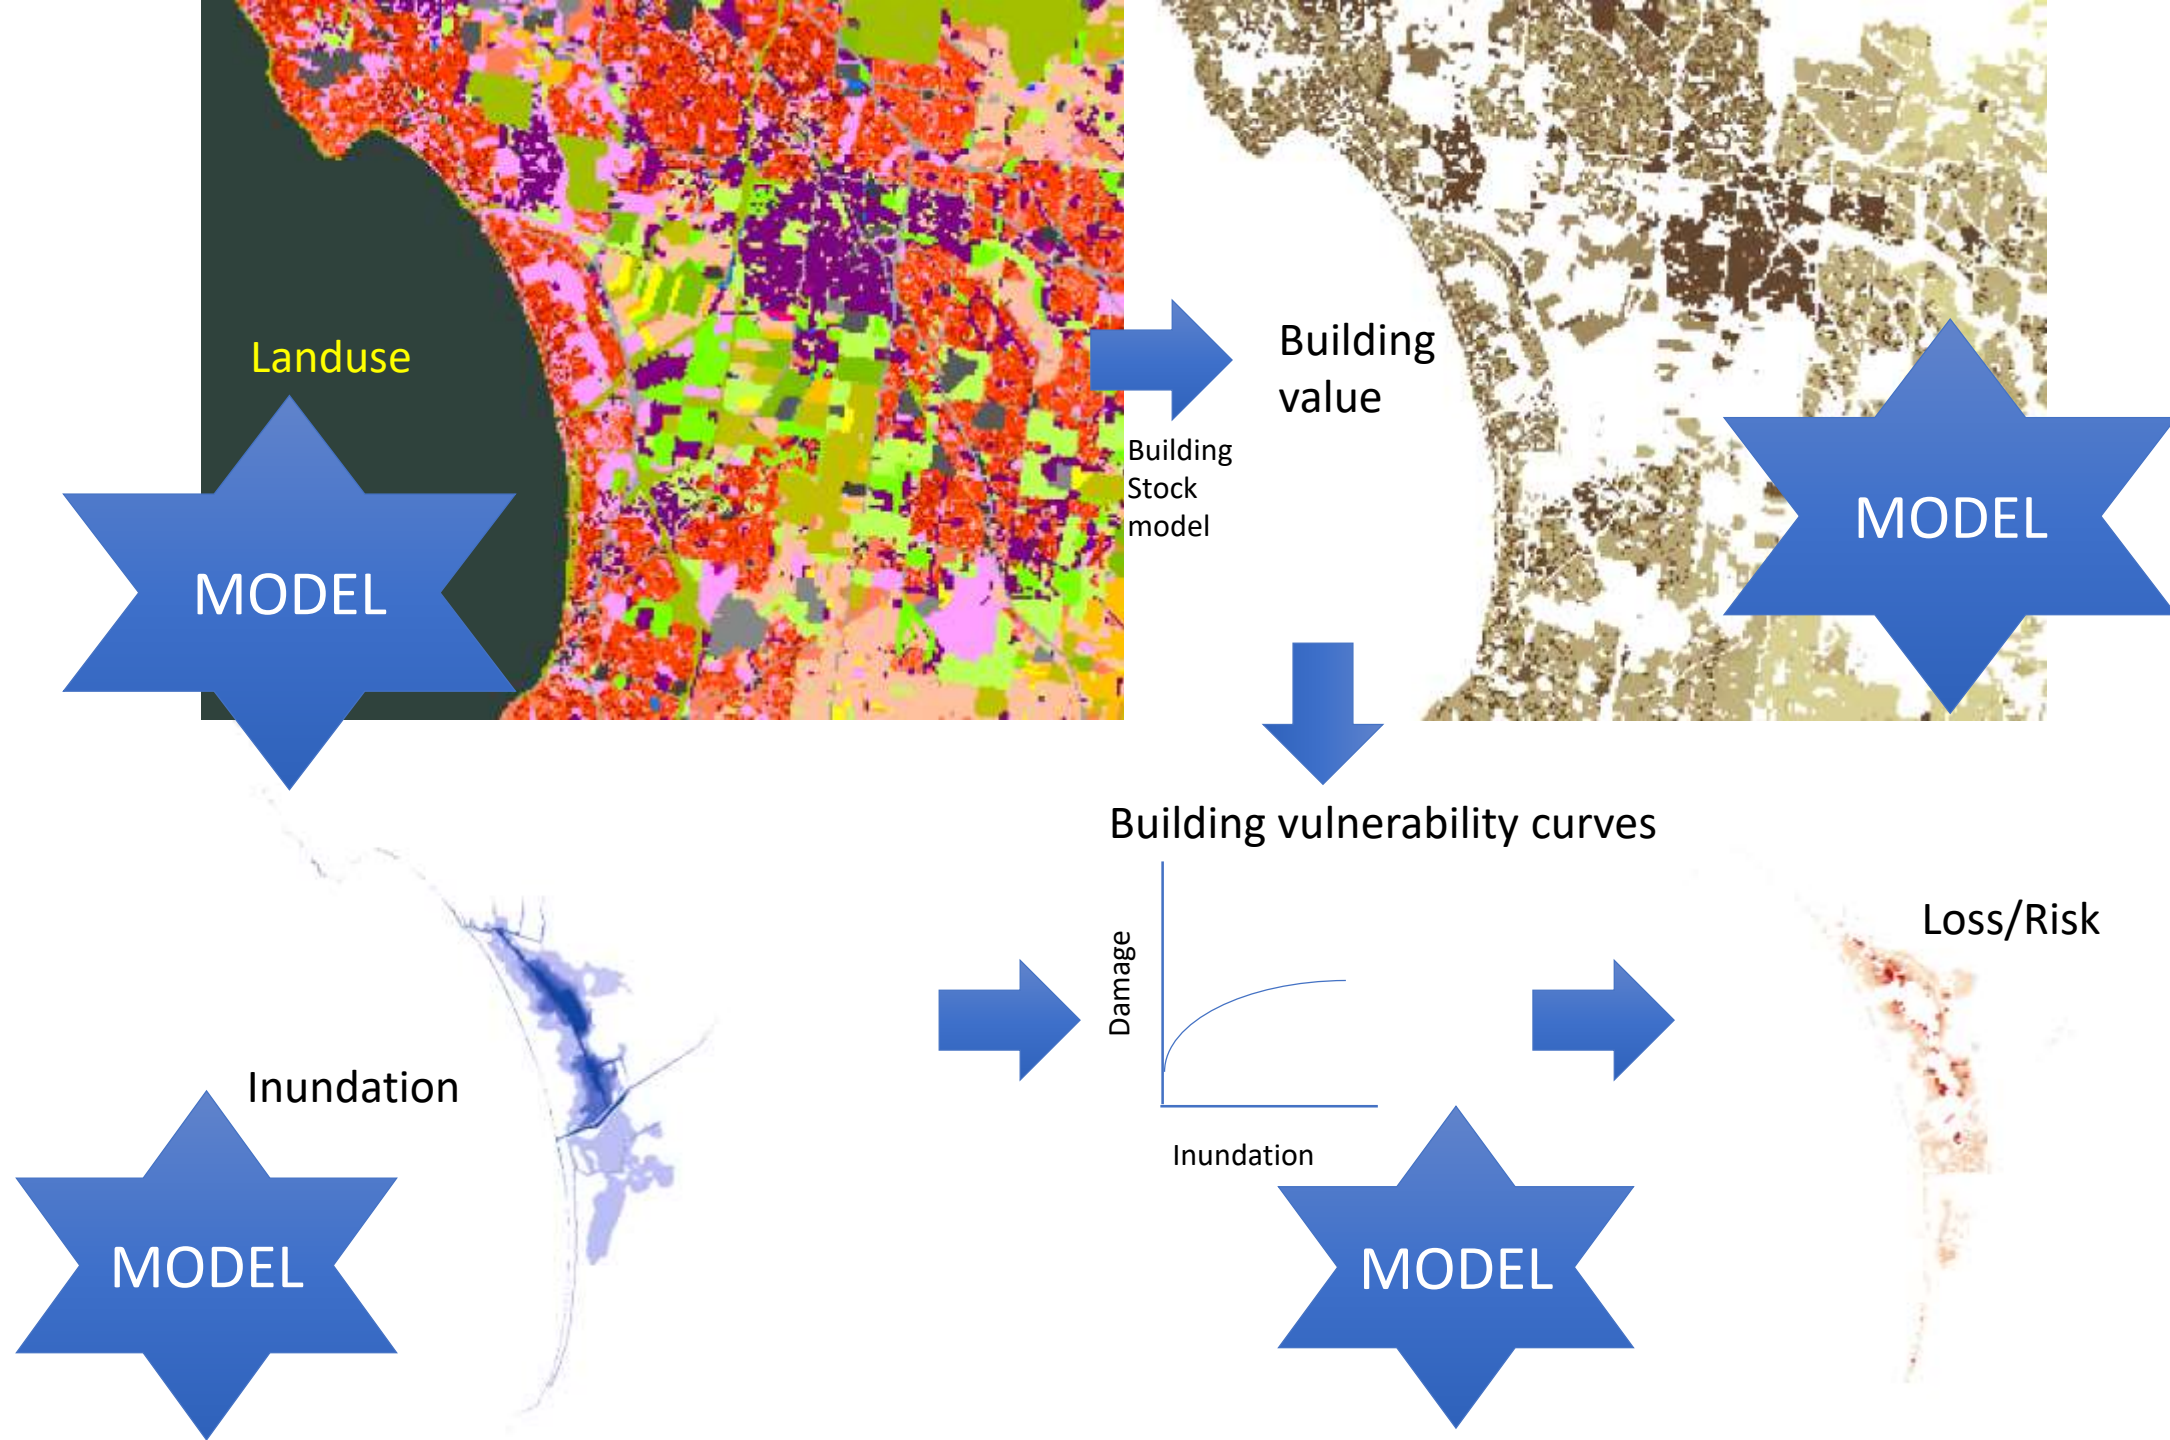 Landuse
MODEL
Building
Stock
model
Building
value
MODEL
Building vulnerability curves
Damage
Inundation
MODEL
Inundation
MODEL
Loss/Risk